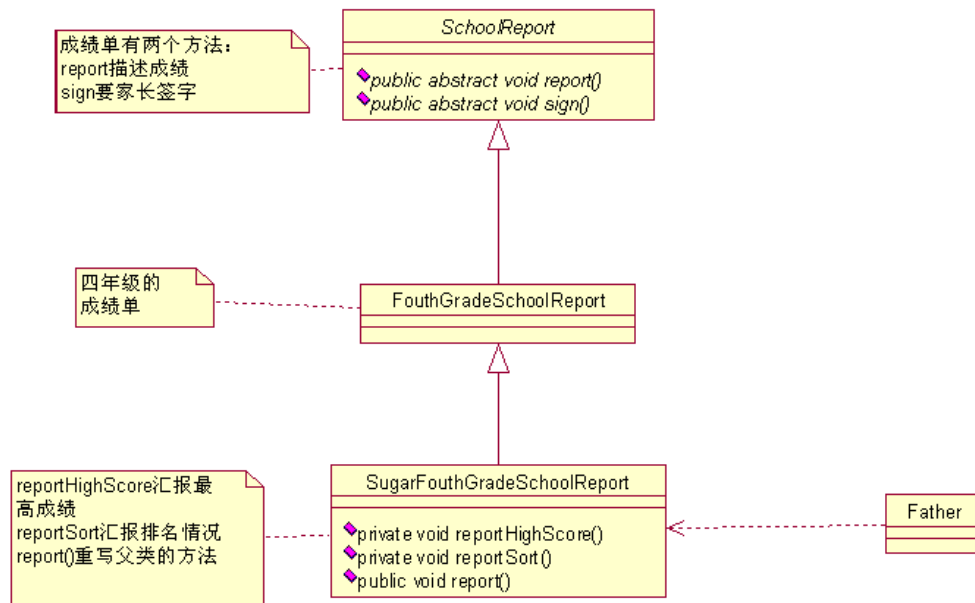 SchoolReport
成绩单有两个方法：
report描述成绩
sign要家长签字
public abstract void report()
public abstract void sign()
四年级的
成绩单
FouthGradeSchoolReport
SugarFouthGradeSchoolReport
reportHighScore汇报最
高成绩
reportSort汇报排名情况
report()重写父类的方法
private void reportHighScore()
private void reportSort()
public void report()
Father